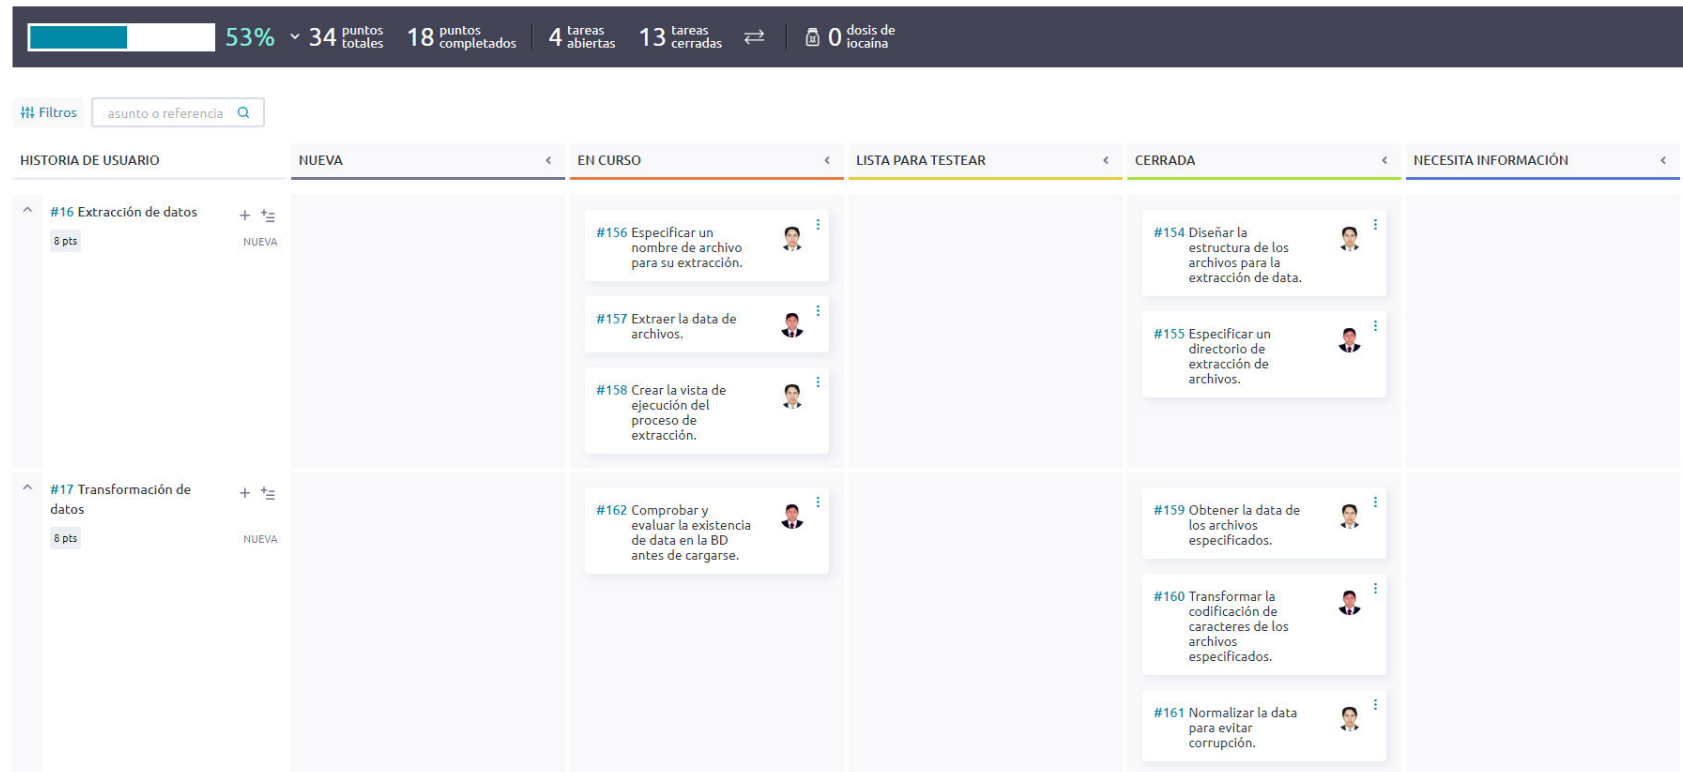 53% 34 puntos totales 18 puntos completados 4 tareas abiertas 13 tareas cerradas 0 dosis de iocaína
Filtros asunto o referencia
HISTORIA DE USUARIO NUEVA EN CURSO LISTA PARA TESTEAR CERRADA NECESITA INFORMACIÓN
#16 Extracción de datos
8 pts NUEVA
#156 Especificar un
nombre de archivo
para su extracción.
#157 Extraer la data de
archivos.
#158 Crear la vista de
ejecución del
proceso de
extracción.
#154 Diseñar la
estructura de los
archivos para la
extracción de data.
#155 Especificar un
directorio de
extracción de
archivos.
#17 Transformación de
datos
8 pts NUEVA
#162 Comprobar y
evaluar la existencia
de data en la BD
antes de cargarse.
#159 Obtener la data de
los archivos
especificados.
#160 Transformar la
codificación de
caracteres de los
archivos
especificados.
#161 Normalizar la data
para evitar
corrupción.